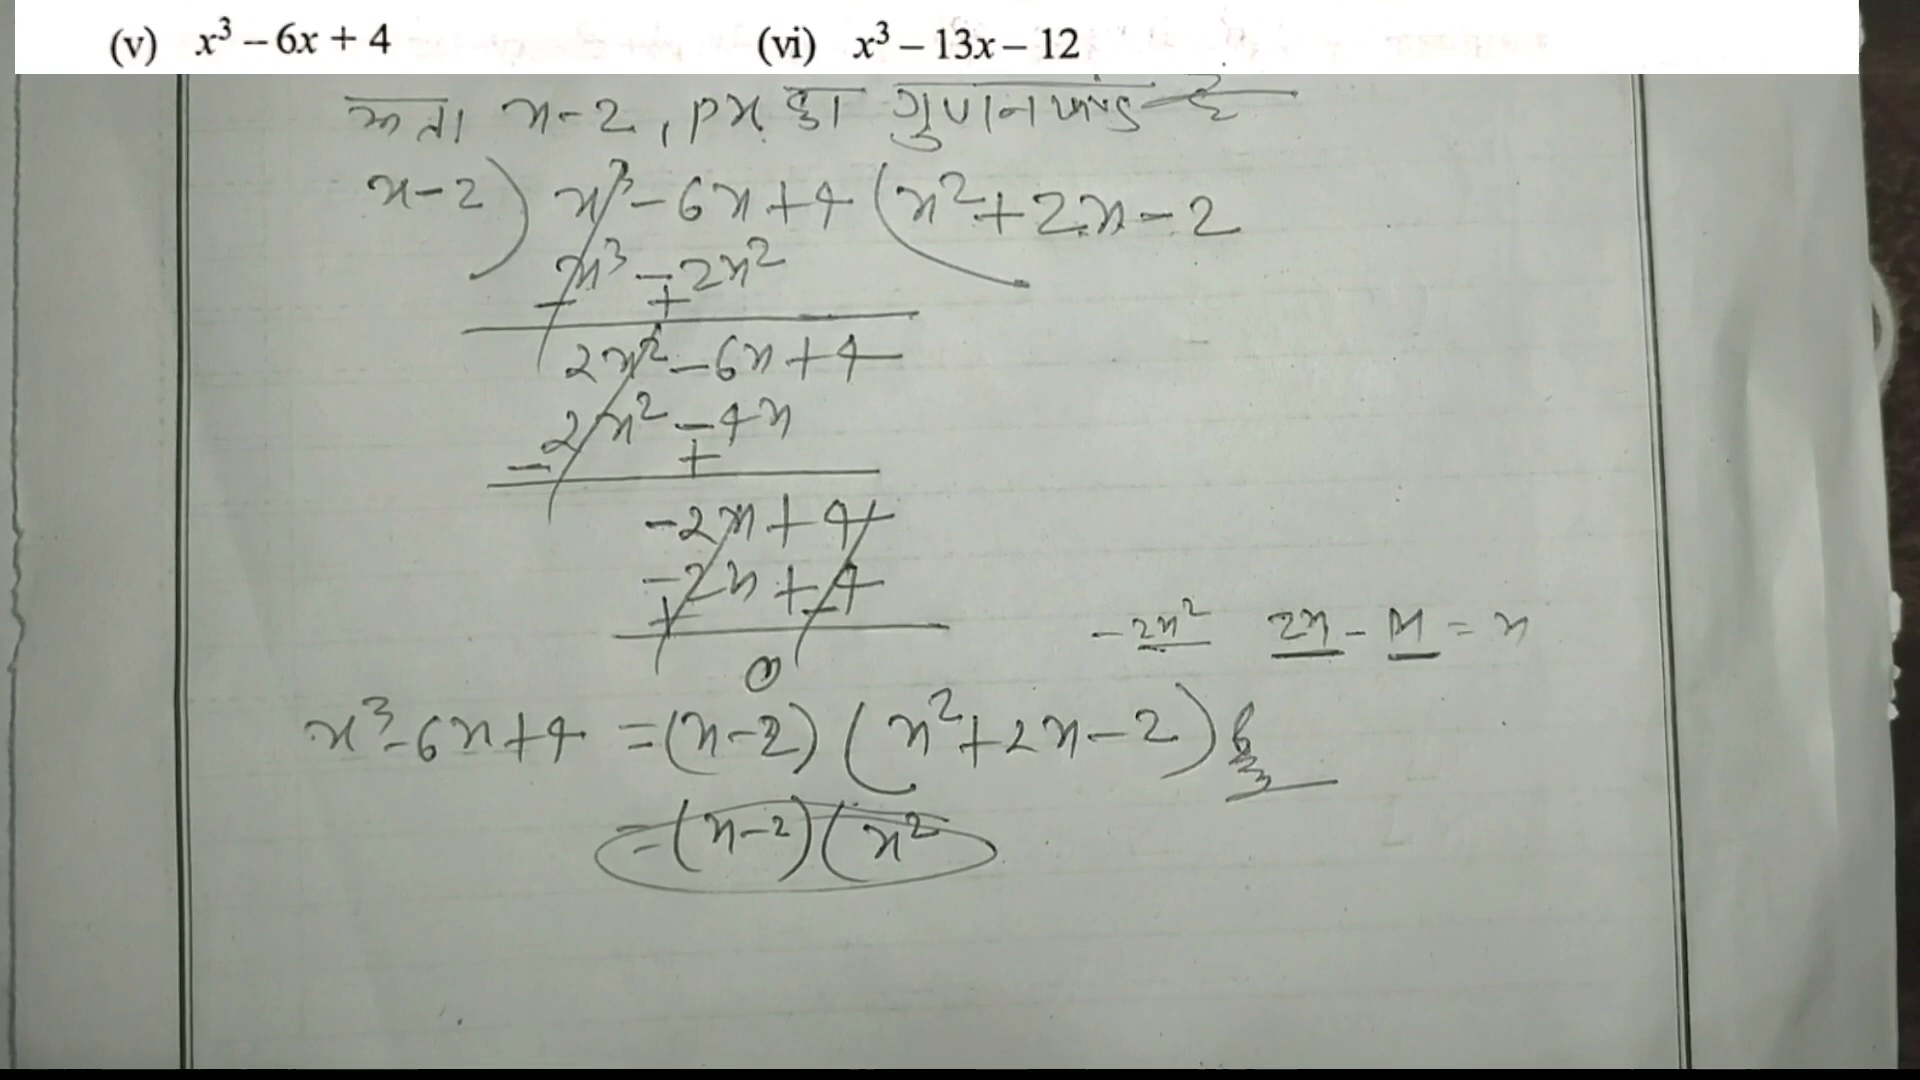 (v) x³ – 6x + 4 (vi) x³ – 13x – 12
अतः x-2, px का गुणनखंड है
x-2) x³-6x+4 (x²+2x-2
x³-2x²
- +
2x²-6x+4
2x²-4x
- +
-2x+4
-2x+4
+ -
0
-2x² 2x - x = x
x³-6x+4 =(x-2) (x²+2x-2)
=(x-2)(x²